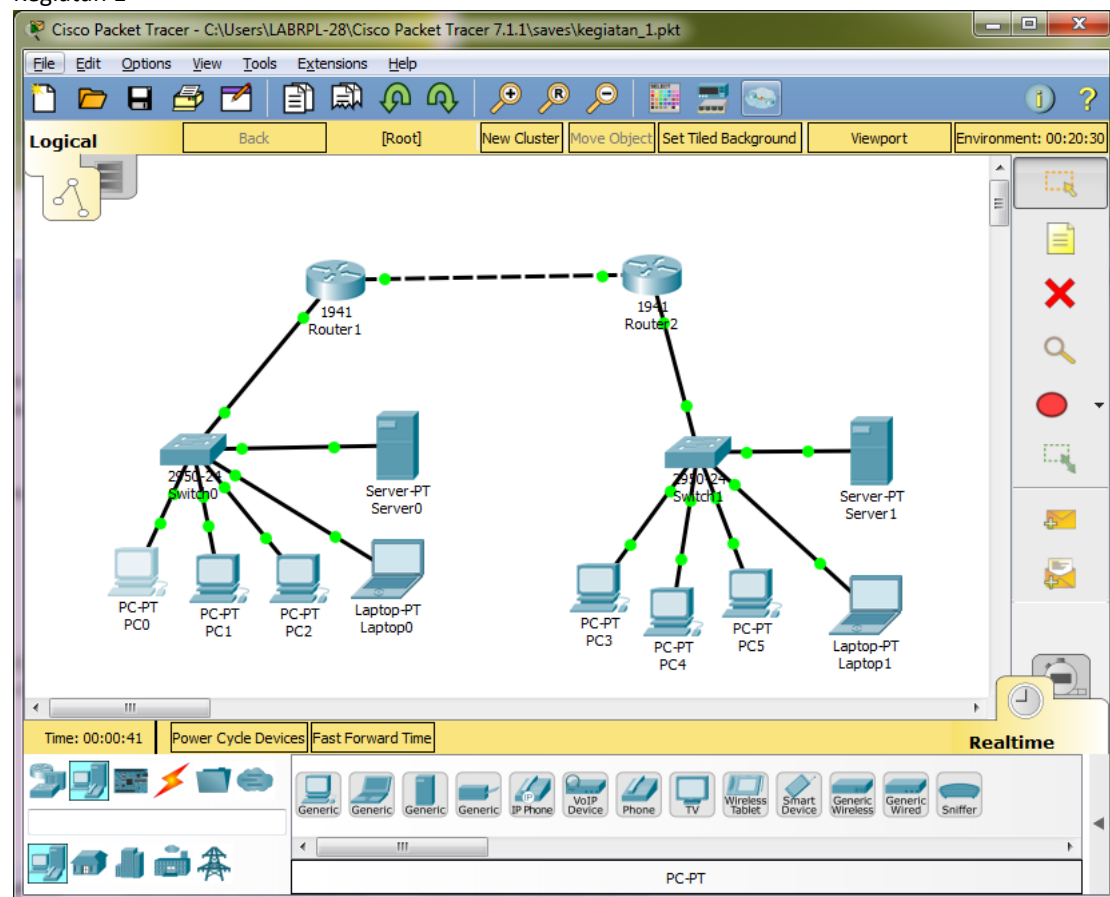 Kegiatan 1
Cisco Packet Tracer - C:\Users\LABRPL-28\Cisco Packet Tracer 7.1.1\saves\kegiatan_1.pkt
File Edit Options View Tools Extensions Help
Logical Back [Root] New Cluster Move Object Set Tiled Background Viewport Environment: 00:20:30
1941
Router1
1941
Router2
2950-24
Switch0
Server-PT
Server0
2950-24
Switch1
Server-PT
Server1
PC-PT
PC0
PC-PT
PC1
PC-PT
PC2
Laptop-PT
Laptop0
PC-PT
PC3
PC-PT
PC4
PC-PT
PC5
Laptop-PT
Laptop1
Time: 00:00:41 Power Cycle Devices Fast Forward Time Realtime
Generic Generic Generic Generic IP Phone VoIP Device Phone TV Wireless Tablet Smart Device Generic Wireless Generic Wired Sniffer
PC-PT